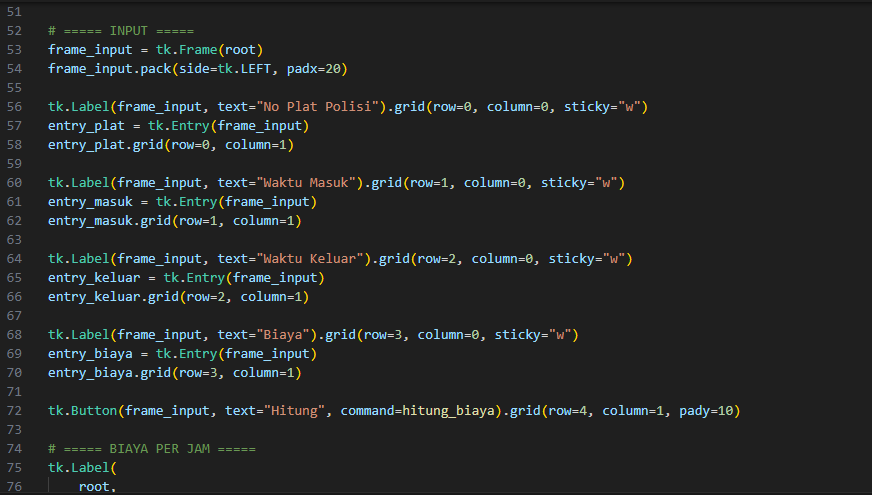 51
52 # ===== INPUT =====
53 frame_input = tk.Frame(root)
54 frame_input.pack(side=tk.LEFT, padx=20)
55
56 tk.Label(frame_input, text="No Plat Polisi").grid(row=0, column=0, sticky="w")
57 entry_plat = tk.Entry(frame_input)
58 entry_plat.grid(row=0, column=1)
59
60 tk.Label(frame_input, text="Waktu Masuk").grid(row=1, column=0, sticky="w")
61 entry_masuk = tk.Entry(frame_input)
62 entry_masuk.grid(row=1, column=1)
63
64 tk.Label(frame_input, text="Waktu Keluar").grid(row=2, column=0, sticky="w")
65 entry_keluar = tk.Entry(frame_input)
66 entry_keluar.grid(row=2, column=1)
67
68 tk.Label(frame_input, text="Biaya").grid(row=3, column=0, sticky="w")
69 entry_biaya = tk.Entry(frame_input)
70 entry_biaya.grid(row=3, column=1)
71
72 tk.Button(frame_input, text="Hitung", command=hitung_biaya).grid(row=4, column=1, pady=10)
73
74 # ===== BIAYA PER JAM =====
75 tk.Label(
76     root,